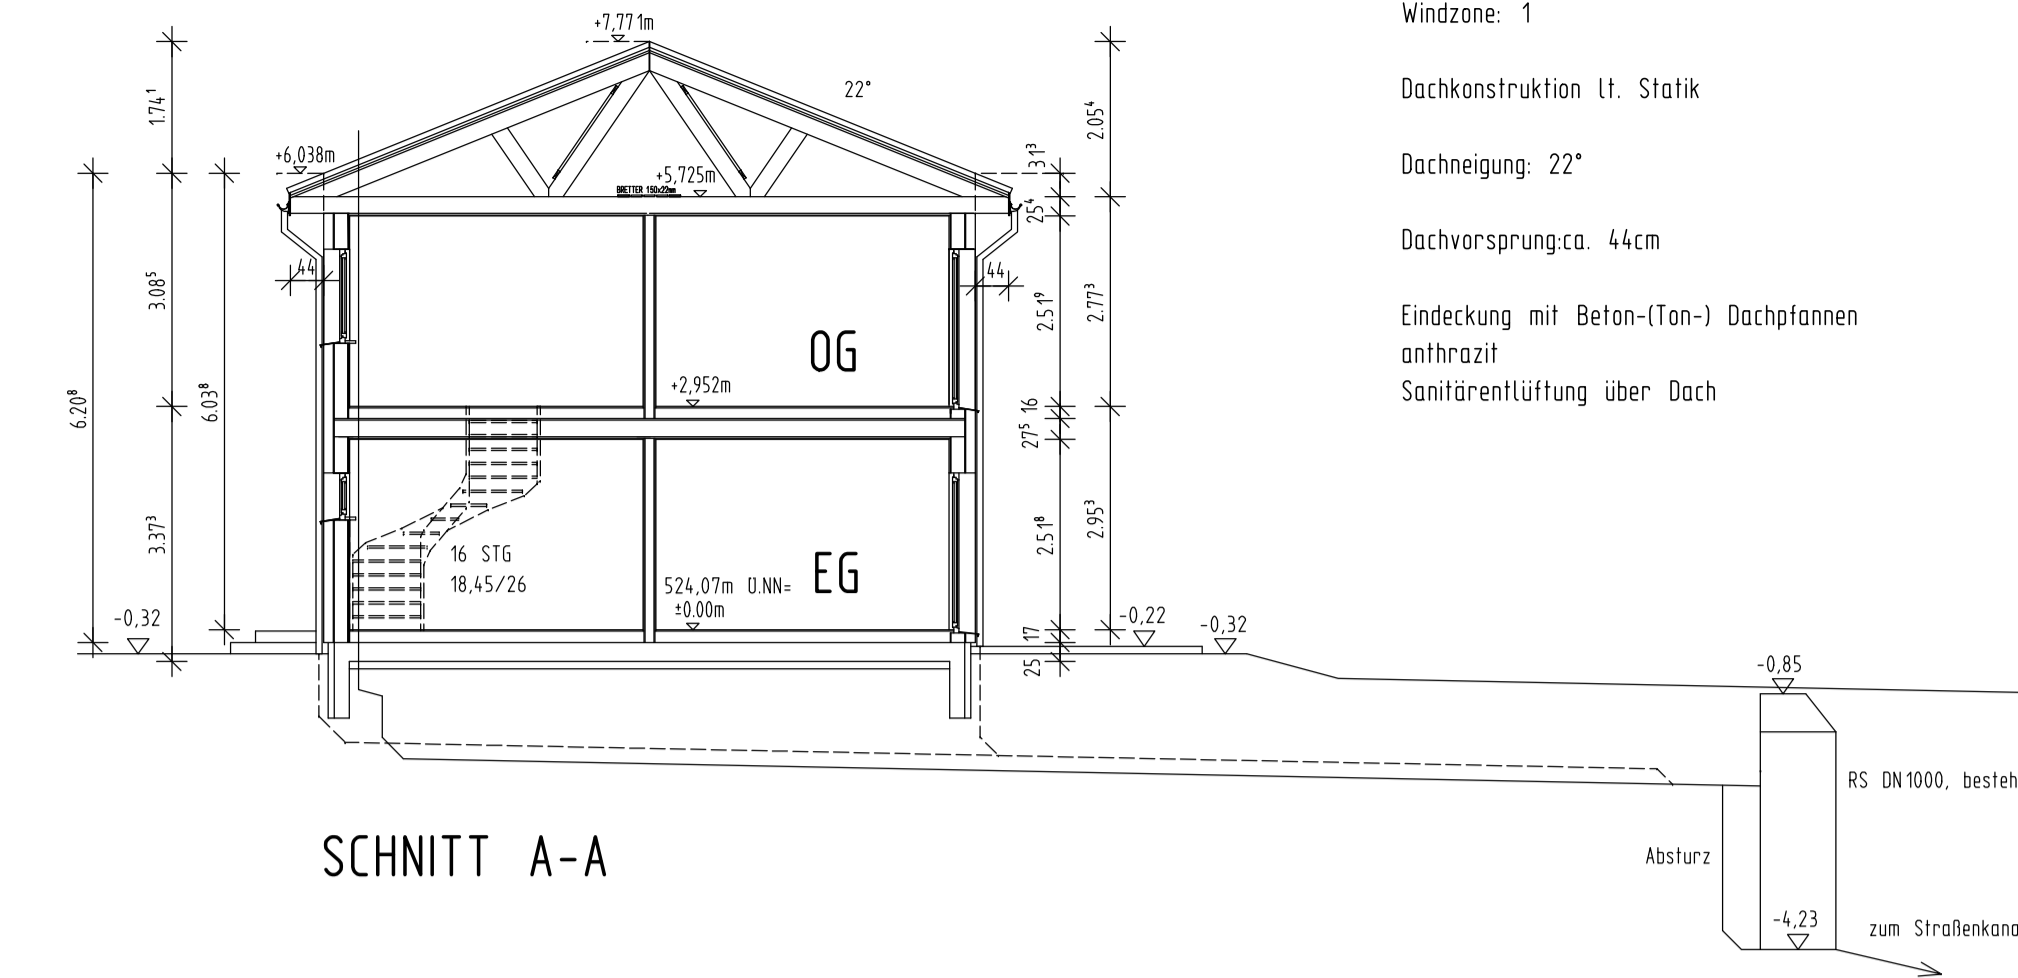 +7,771m
Windzone: 1
22°
Dachkonstruktion lt. Statik
1.74¹
2.05⁴
+6,038m
31³
+5,725m
BRETTER 150x22mm
Dachneigung: 22°
25⁴
Dachvorsprung:ca. 44cm
44
44
3.08⁵
2.51⁹
2.77³
Eindeckung mit Beton-(Ton-) Dachpfannen
anthrazit
Sanitärentlüftung über Dach
OG
+2,952m
6.20⁸
6.03⁸
16
27⁵
3.37³
2.51⁸
2.95³
16 STG
18,45/26
EG
524,07m Ü.NN=
±0.00m
-0,32
17
25
-0,22
-0,32
-0,85
RS DN1000, besteh
SCHNITT A-A
Absturz
-4,23
zum Straßenkana